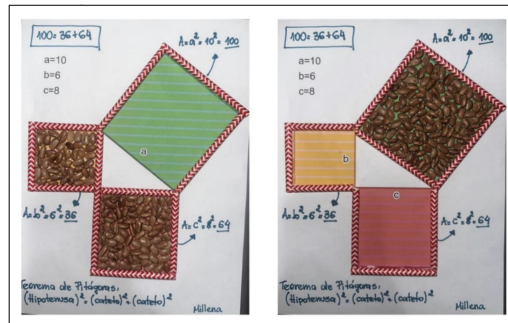 100=36+64
a=10
b=6
c=8
A=a²=10²=100
a
A=b²=6²=36
A=c²=8²=64
Teorema de Pitágoras:
(Hipotenusa)²=(cateto)²+(cateto)²
Millena
100=36+64
a=10
b=6
c=8
A=a²=10²=100
b
c
A=b²=6²=36
A=c²=8²=64
Teorema de Pitágoras:
(Hipotenusa)²=(cateto)²+(cateto)²
Millena